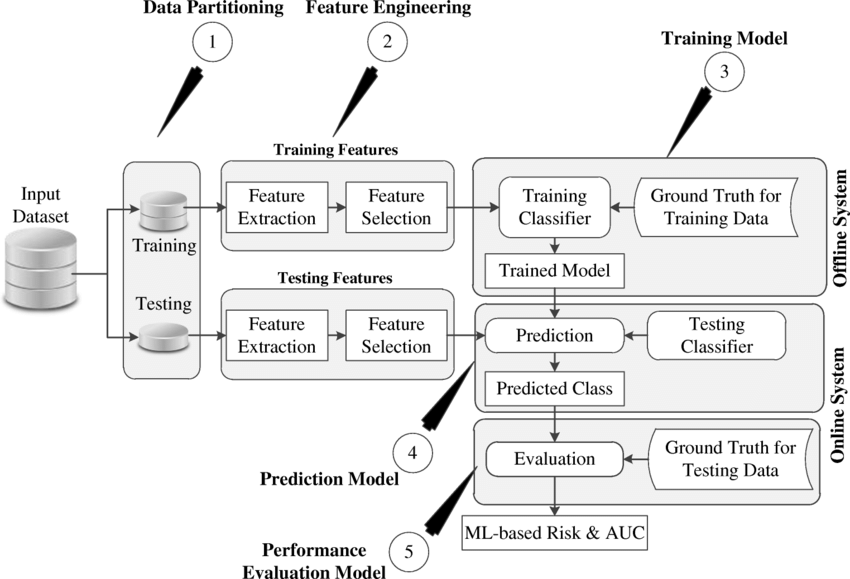 Data Partitioning
Feature Engineering
1
2
Training Model
3
Training Features
Input
Dataset
Training
Feature
Extraction
Feature
Selection
Training
Classifier
Ground Truth for
Training Data
Trained Model
Offline System
Testing Features
Testing
Feature
Extraction
Feature
Selection
Prediction
Testing
Classifier
Predicted Class
Online System
4
Prediction Model
Evaluation
Ground Truth for
Testing Data
5
Performance
Evaluation Model
ML-based Risk & AUC